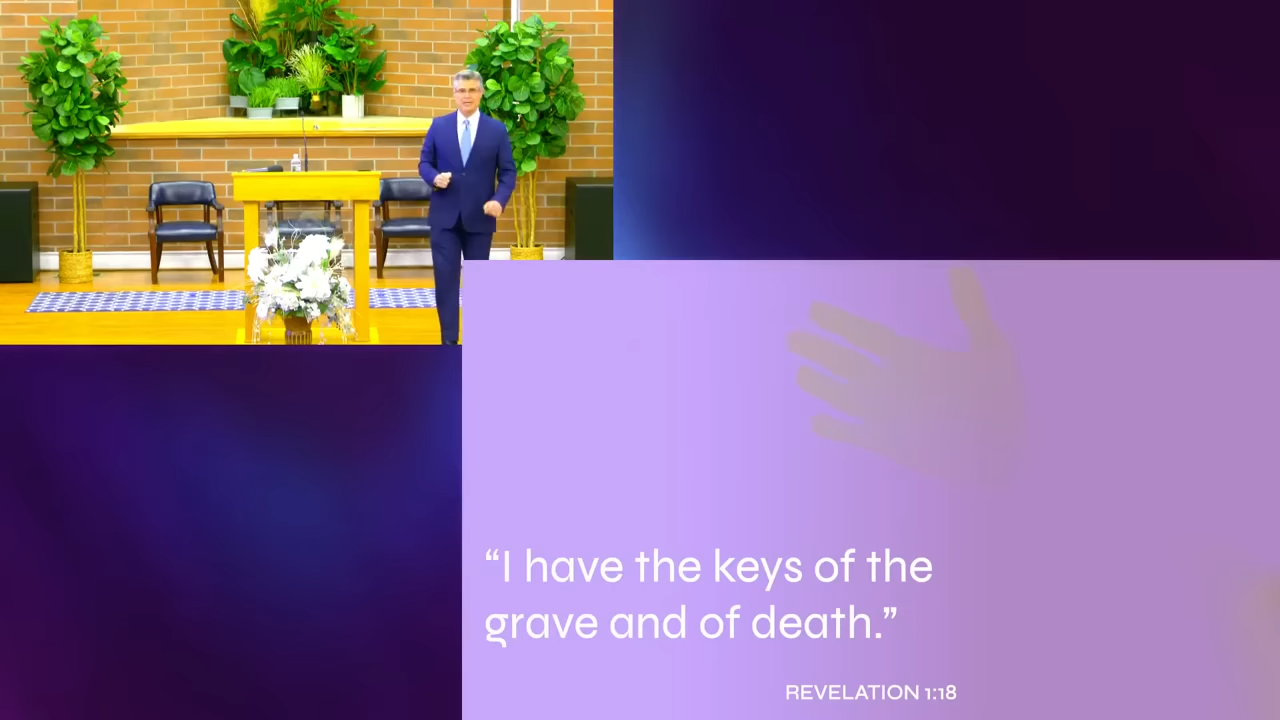 “I have the keys of the
grave and of death.”
REVELATION 1:18